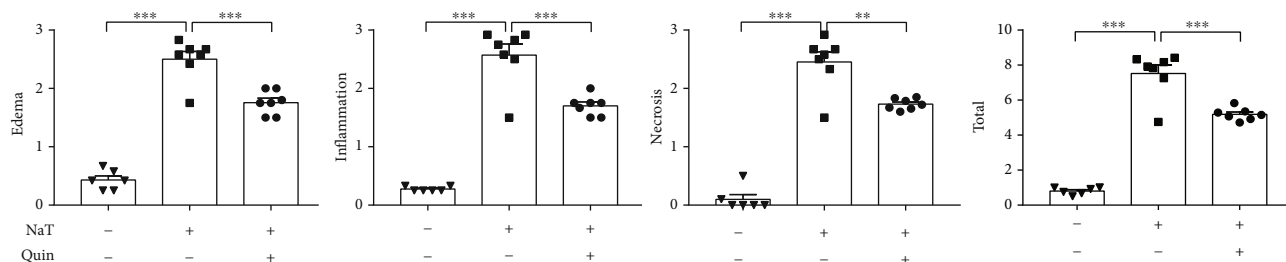 *** ***
3
2
1
0
Edema
NaT − + +
Quin − − +
*** ***
3
2
1
0
Inflammation
− + +
− − +
*** **
3
2
1
0
Necrosis
− + +
− − +
*** ***
10
8
6
4
2
0
Total
− + +
− − +